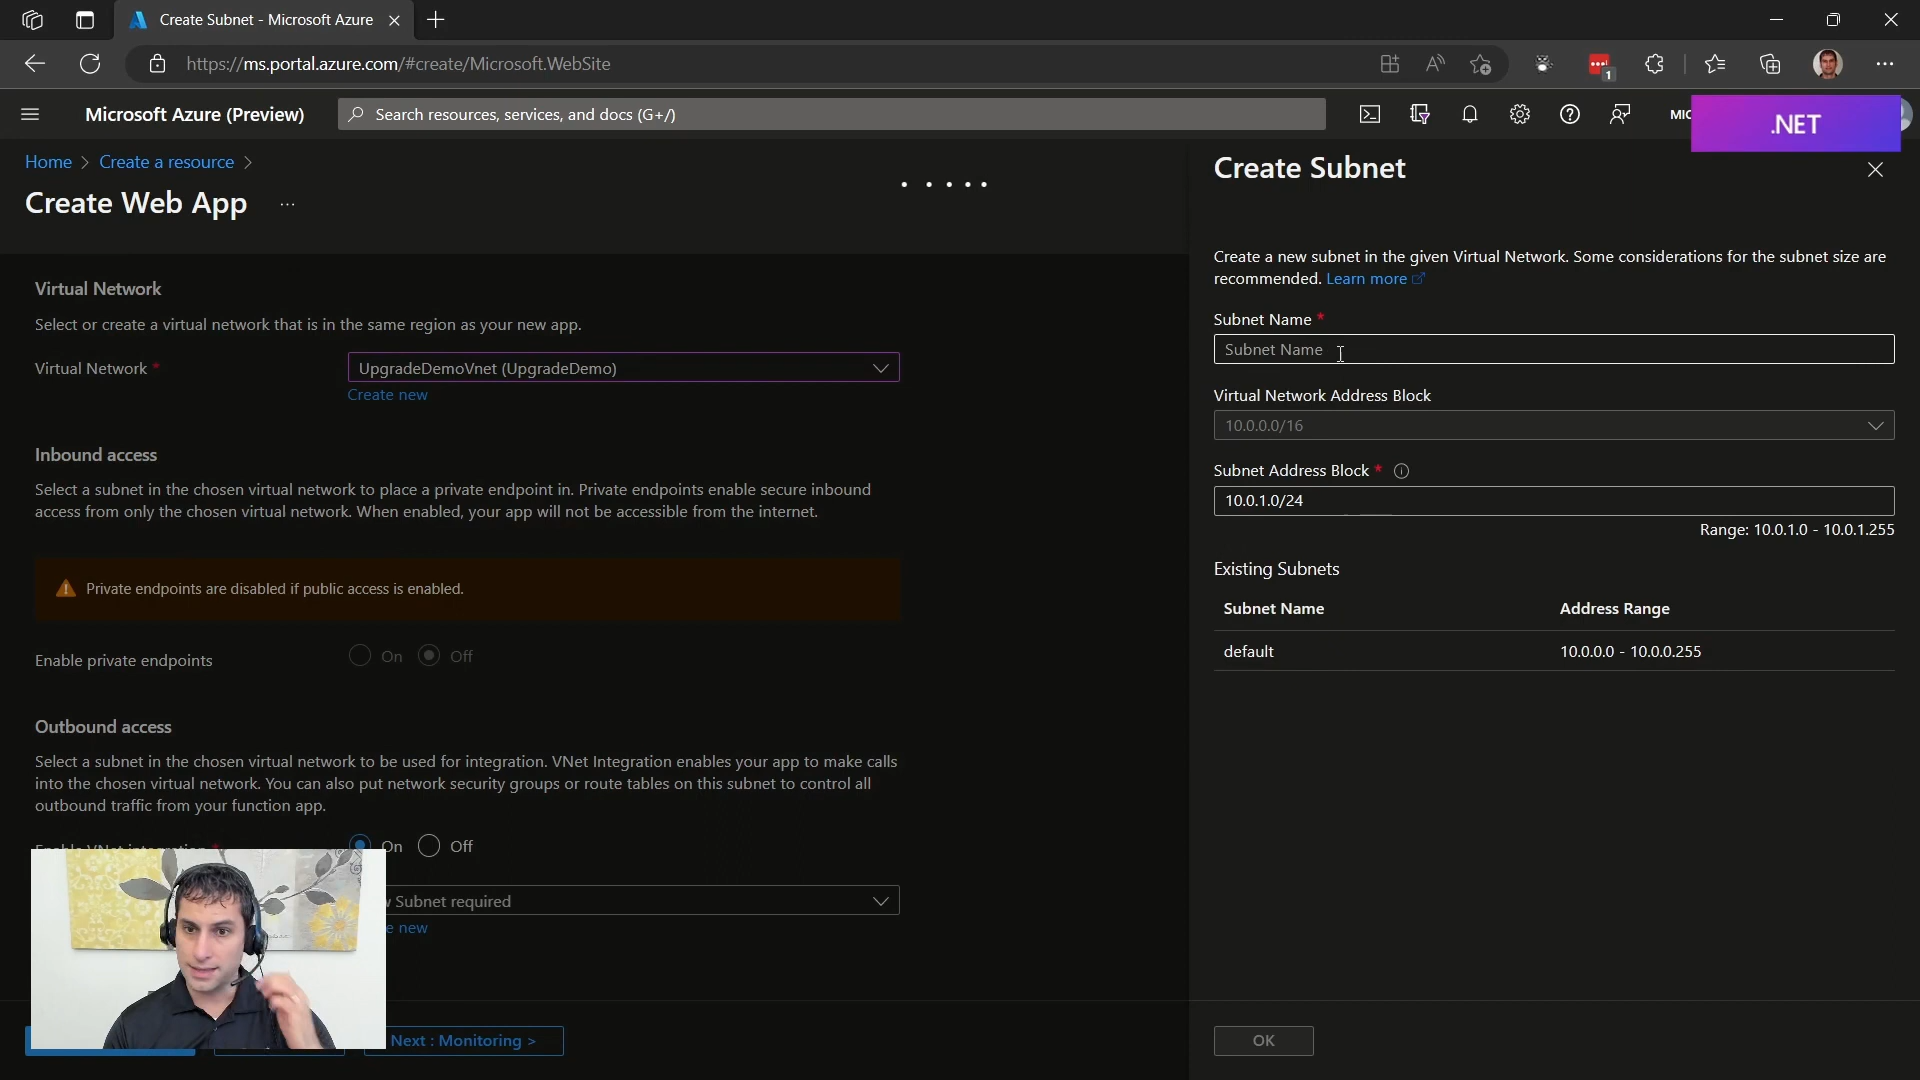 Create Subnet - Microsoft Azure
https://ms.portal.azure.com/#create/Microsoft.WebSite
1
Microsoft Azure (Preview)
Search resources, services, and docs (G+/)
MIC
.NET
Home > Create a resource >
Create Web App ...
Virtual Network
Select or create a virtual network that is in the same region as your new app.
Virtual Network *
UpgradeDemoVnet (UpgradeDemo)
Create new
Inbound access
Select a subnet in the chosen virtual network to place a private endpoint in. Private endpoints enable secure inbound
access from only the chosen virtual network. When enabled, your app will not be accessible from the internet.
Private endpoints are disabled if public access is enabled.
Enable private endpoints
On
Off
Outbound access
Select a subnet in the chosen virtual network to be used for integration. VNet Integration enables your app to make calls
into the chosen virtual network. You can also put network security groups or route tables on this subnet to control all
outbound traffic from your function app.
On
Off
Subnet required
new
Next : Monitoring >
Create Subnet
Create a new subnet in the given Virtual Network. Some considerations for the subnet size are
recommended. Learn more
Subnet Name *
Subnet Name
Virtual Network Address Block
10.0.0.0/16
Subnet Address Block *
10.0.1.0/24
Range: 10.0.1.0 - 10.0.1.255
Existing Subnets
Subnet Name
Address Range
default
10.0.0.0 - 10.0.0.255
OK